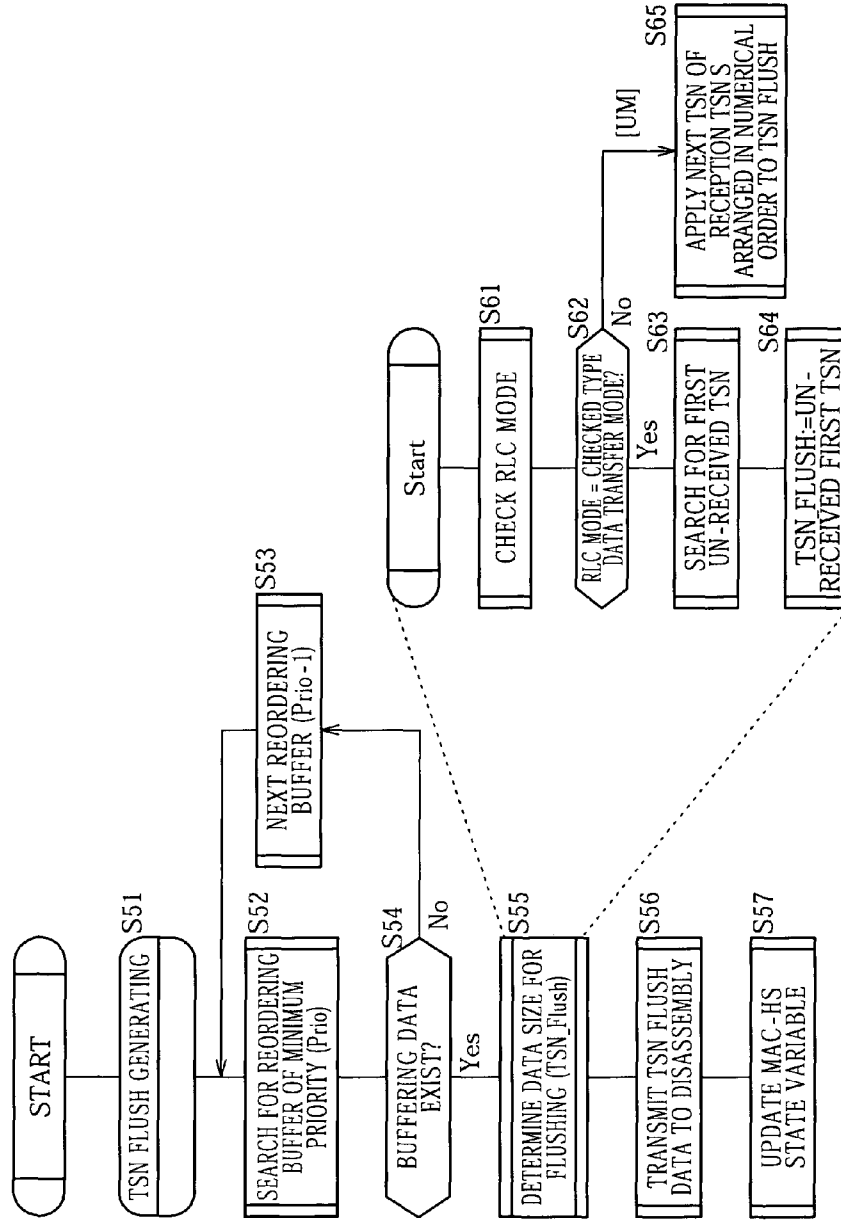 START
S51
TSN FLUSH GENERATING
S52
SEARCH FOR REORDERING
BUFFER OF MINIMUM
PRIORITY (Prio)
S53
NEXT REORDERING
BUFFER (Prio-1)
S54
BUFFERING DATA
EXIST?
No
Yes
S55
DETERMINE DATA SIZE FOR
FLUSHING (TSN_Flush)
S56
TRANSMIT TSN FLUSH
DATA TO DISASSEMBLY
S57
UPDATE MAC-HS
STATE VARIABLE
Start
S61
CHECK RLC MODE
S62
RLC MODE = CHECKED TYPE
DATA TRANSFER MODE?
No
[UM]
Yes
S63
SEARCH FOR FIRST
UN-RECEIVED TSN
S64
TSN FLUSH:=UN-
RECEIVED FIRST TSN
S65
APPLY NEXT TSN OF
RECEPTION TSN S
ARRANGED IN NUMERICAL
ORDER TO TSN FLUSH